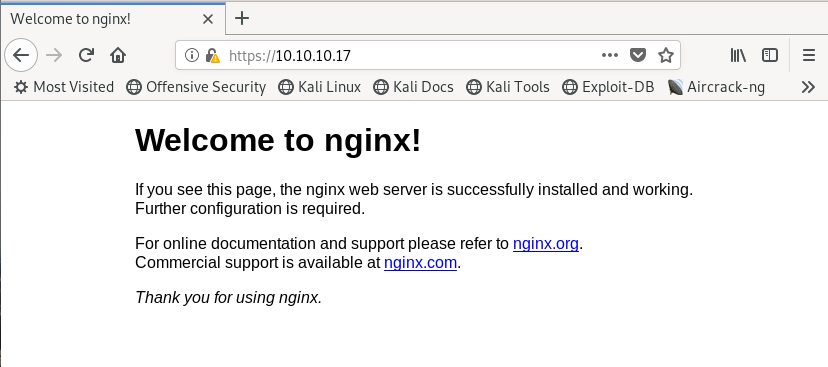 Welcome to nginx!
https://10.10.10.17
Most Visited Offensive Security Kali Linux Kali Docs Kali Tools Exploit-DB Aircrack-ng
Welcome to nginx!
If you see this page, the nginx web server is successfully installed and working.
Further configuration is required.
For online documentation and support please refer to nginx.org.
Commercial support is available at nginx.com.
Thank you for using nginx.